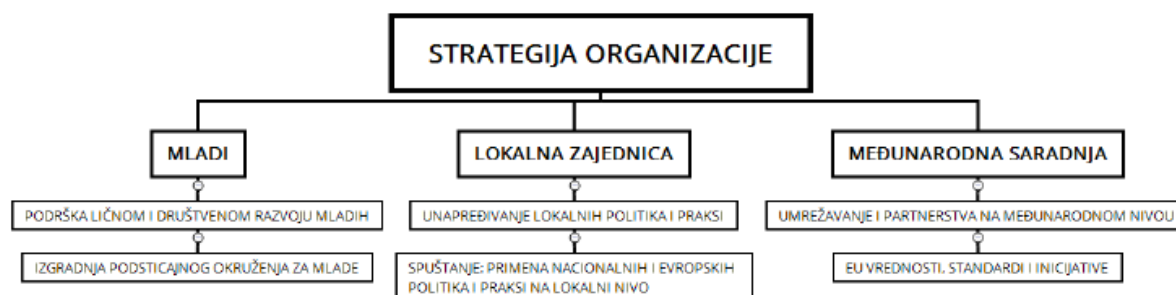 STRATEGIJA ORGANIZACIJE
MLADI
PODRŠKA LIČNOM I DRUŠTVENOM RAZVOJU MLADIH
IZGRADNJA PODSTICAJNOG OKRUŽENJA ZA MLADE
LOKALNA ZAJEDNICA
UNAPREĐIVANJE LOKALNIH POLITIKA I PRAKSI
SPUŠTANJE: PRIMENA NACIONALNIH I EVROPSKIH
POLITIKA I PRAKSI NA LOKALNI NIVO
MEĐUNARODNA SARADNJA
UMREŽAVANJE I PARTNERSTVA NA MEĐUNARODNOM NIVOU
EU VREDNOSTI, STANDARDI I INICIJATIVE